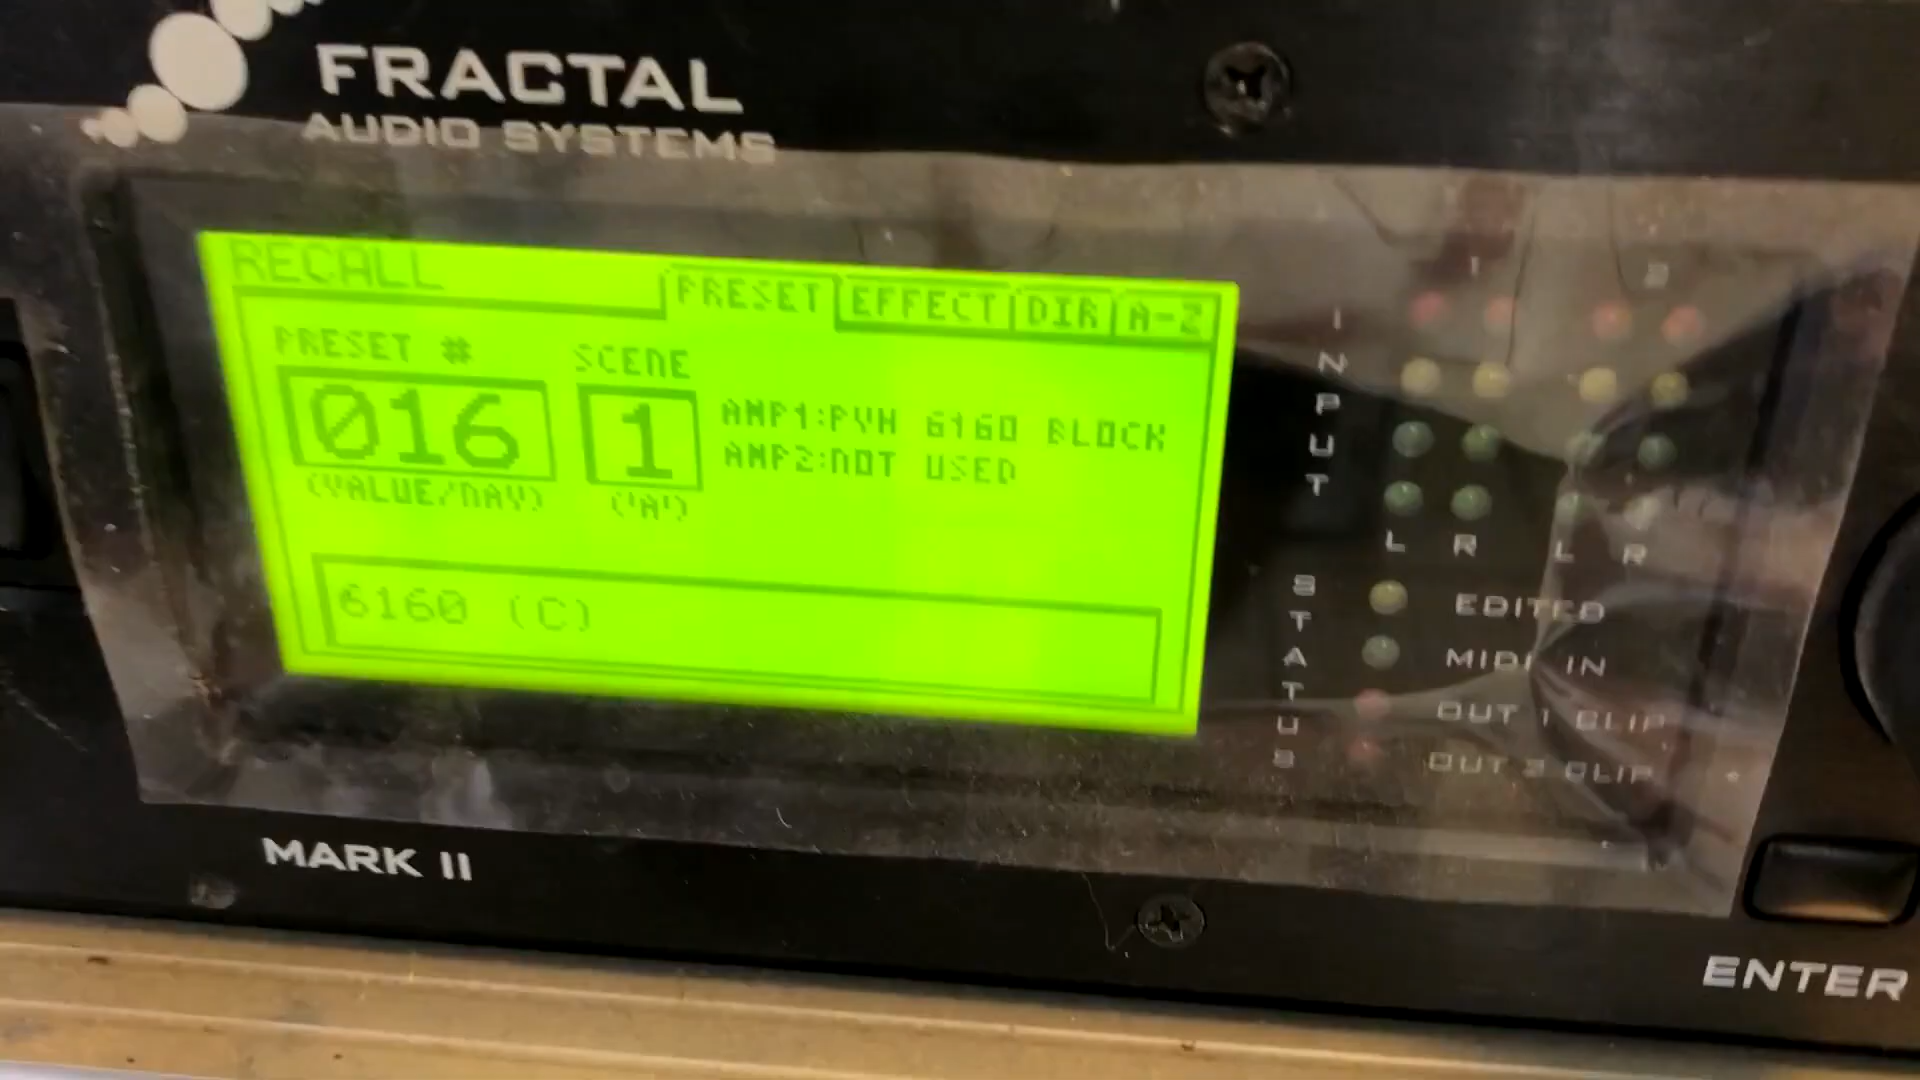 FRACTAL
AUDIO SYSTEMS
RECALL
PRESET EFFECT DIR A-Z
PRESET # SCENE
016 1
AMP1:PVH 6160 BLOCK
AMP2:NOT USED
(VALUE/NAV) ('A')
6160 (C)
1 2
INPUT
L R L R
STATUS
EDITED
MIDI IN
OUT 1 CLIP
OUT 2 CLIP
MARK II
ENTER